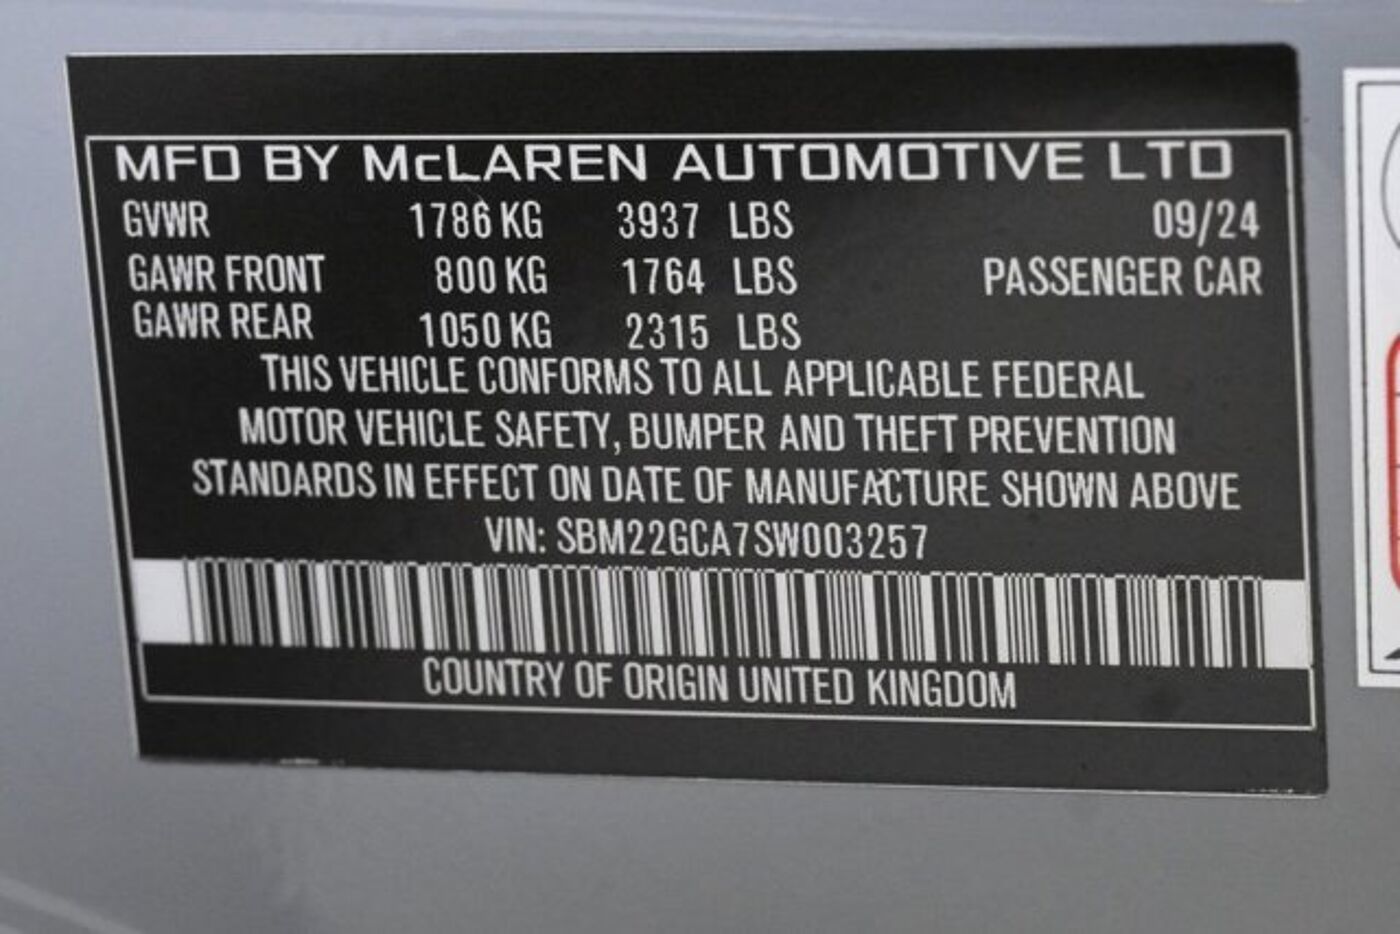 MFD BY McLAREN AUTOMOTIVE LTD
GVWR 1786 KG 3937 LBS 09/24
GAWR FRONT 800 KG 1764 LBS PASSENGER CAR
GAWR REAR 1050 KG 2315 LBS
THIS VEHICLE CONFORMS TO ALL APPLICABLE FEDERAL
MOTOR VEHICLE SAFETY, BUMPER AND THEFT PREVENTION
STANDARDS IN EFFECT ON DATE OF MANUFACTURE SHOWN ABOVE
VIN: SBM22GCA7SW003257
COUNTRY OF ORIGIN UNITED KINGDOM